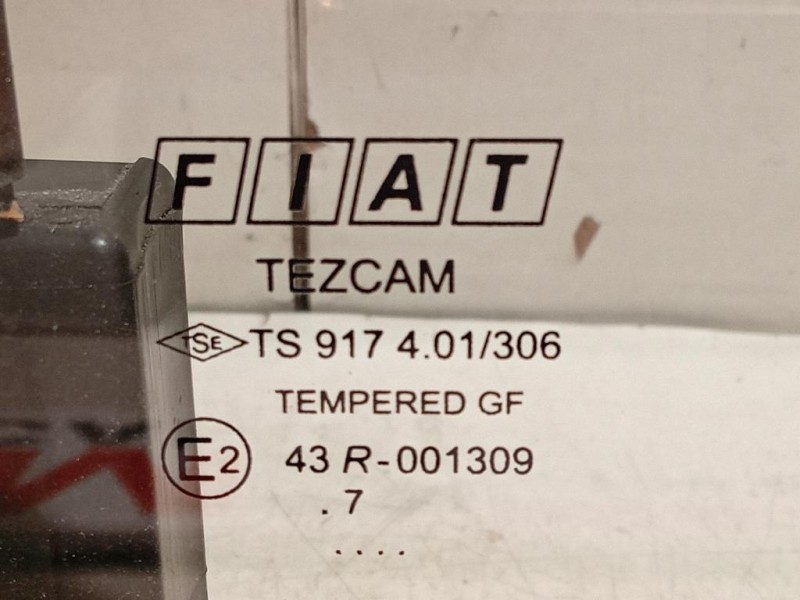 FIAT
TEZCAM
TSE TS 917 4.01/306
TEMPERED GF
E2 43 R-001309
. 7
. . . .